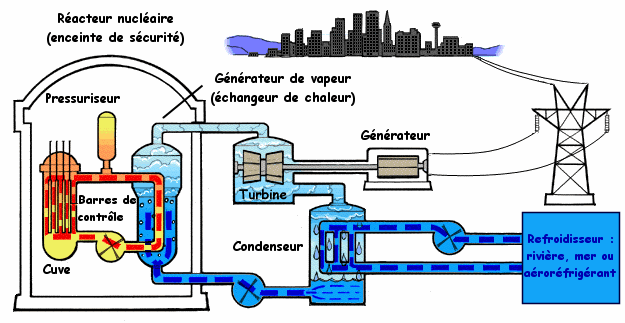 Réacteur nucléaire
(enceinte de sécurité)
Générateur de vapeur
(échangeur de chaleur)
Pressuriseur
Générateur
Turbine
Barres de
contrôle
Condenseur
Cuve
Refroidisseur :
rivière, mer ou
aéroréfrigérant